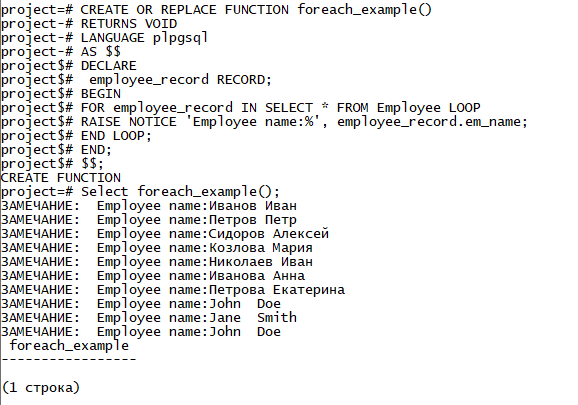 project=# CREATE OR REPLACE FUNCTION foreach_example()
project-# RETURNS VOID
project-# LANGUAGE plpgsql
project-# AS $$
project$# DECLARE
project$#  employee_record RECORD;
project$# BEGIN
project$# FOR employee_record IN SELECT * FROM Employee LOOP
project$# RAISE NOTICE 'Employee name:%', employee_record.em_name;
project$# END LOOP;
project$# END;
project$# $$;
CREATE FUNCTION
project=# Select foreach_example();
ЗАМЕЧАНИЕ:  Employee name:Иванов Иван
ЗАМЕЧАНИЕ:  Employee name:Петров Петр
ЗАМЕЧАНИЕ:  Employee name:Сидоров Алексей
ЗАМЕЧАНИЕ:  Employee name:Козлова Мария
ЗАМЕЧАНИЕ:  Employee name:Николаев Иван
ЗАМЕЧАНИЕ:  Employee name:Иванова Анна
ЗАМЕЧАНИЕ:  Employee name:Петрова Екатерина
ЗАМЕЧАНИЕ:  Employee name:John  Doe
ЗАМЕЧАНИЕ:  Employee name:Jane  Smith
ЗАМЕЧАНИЕ:  Employee name:John  Doe
 foreach_example
-----------------

(1 строка)